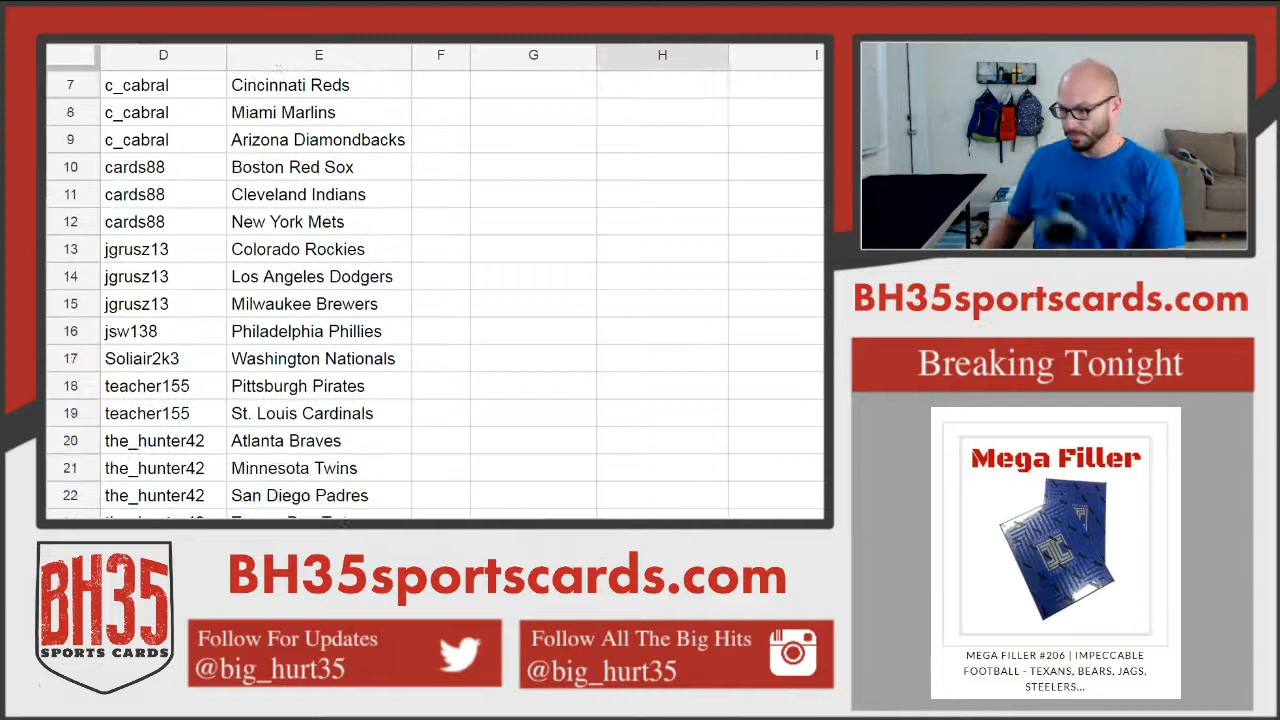 D E F G H I
7 c_cabral Cincinnati Reds
8 c_cabral Miami Marlins
9 c_cabral Arizona Diamondbacks
10 cards88 Boston Red Sox
11 cards88 Cleveland Indians
12 cards88 New York Mets
13 jgrusz13 Colorado Rockies
14 jgrusz13 Los Angeles Dodgers
15 jgrusz13 Milwaukee Brewers
16 jsw138 Philadelphia Phillies
17 Soliair2k3 Washington Nationals
18 teacher155 Pittsburgh Pirates
19 teacher155 St. Louis Cardinals
20 the_hunter42 Atlanta Braves
21 the_hunter42 Minnesota Twins
22 the_hunter42 San Diego Padres
BH35sportscards.com
Breaking Tonight
Mega Filler
MEGA FILLER #206 | IMPECCABLE
FOOTBALL - TEXANS, BEARS, JAGS,
STEELERS...
BH35
SPORTS CARDS
BH35sportscards.com
Follow For Updates
@big_hurt35
Follow All The Big Hits
@big_hurt35